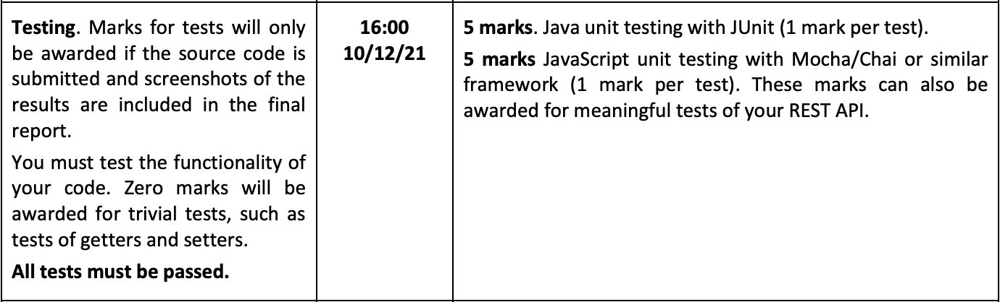 Testing. Marks for tests will only
be awarded if the source code is
submitted and screenshots of the
results are included in the final
report.
You must test the functionality of
your code. Zero marks will be
awarded for trivial tests, such as
tests of getters and setters.
All tests must be passed.
16:00
10/12/21
5 marks. Java unit testing with JUnit (1 mark per test).
5 marks JavaScript unit testing with Mocha/Chai or similar
framework (1 mark per test). These marks can also be
awarded for meaningful tests of your REST API.